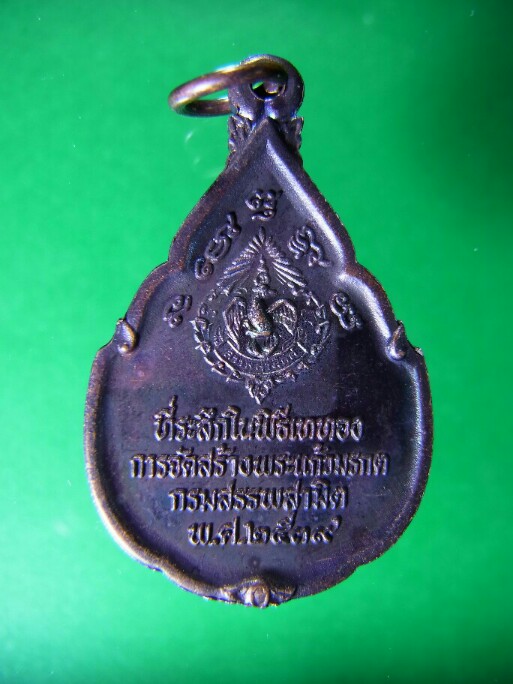 ที่ระลึกในพิธีเททอง
การจัดสร้างพระแก้วมรกต
กรมสรรพสามิต
พ.ศ.๒๕๓๙